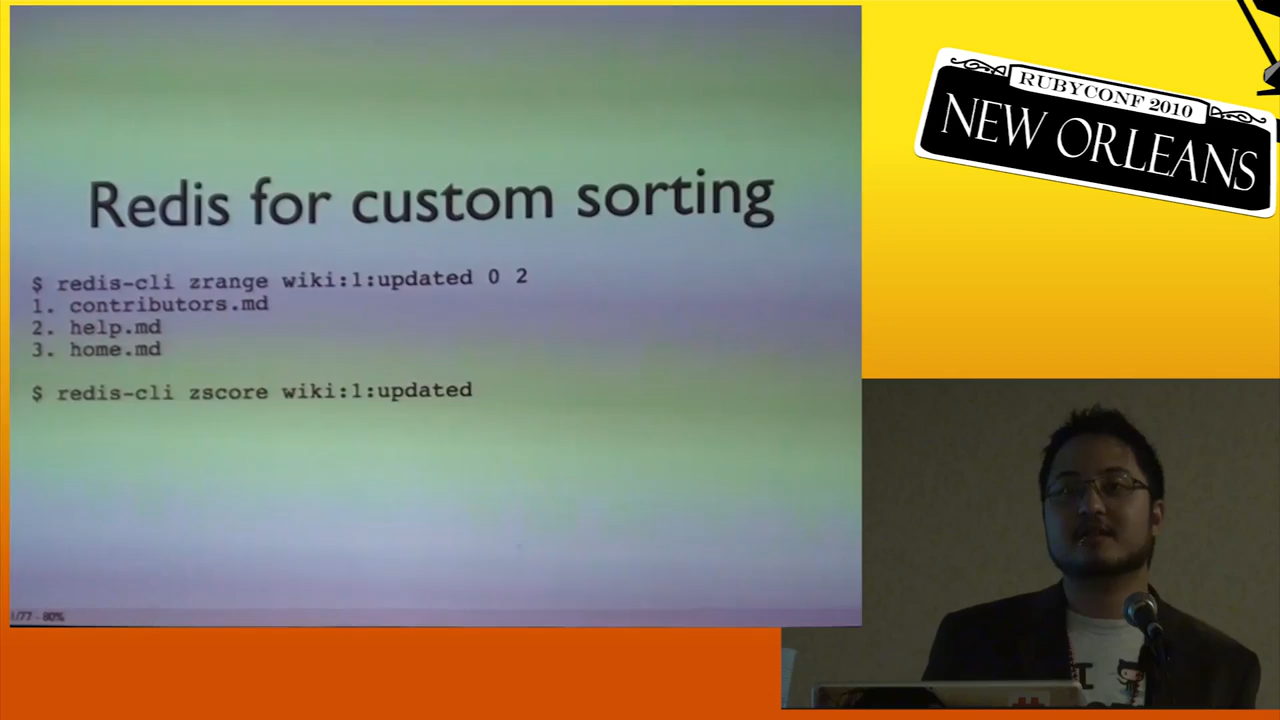 Redis for custom sorting
$ redis-cli zrange wiki:1:updated 0 2
1. contributors.md
2. help.md
3. home.md
$ redis-cli zscore wiki:1:updated
RUBYCONF 2010
NEW ORLEANS
I